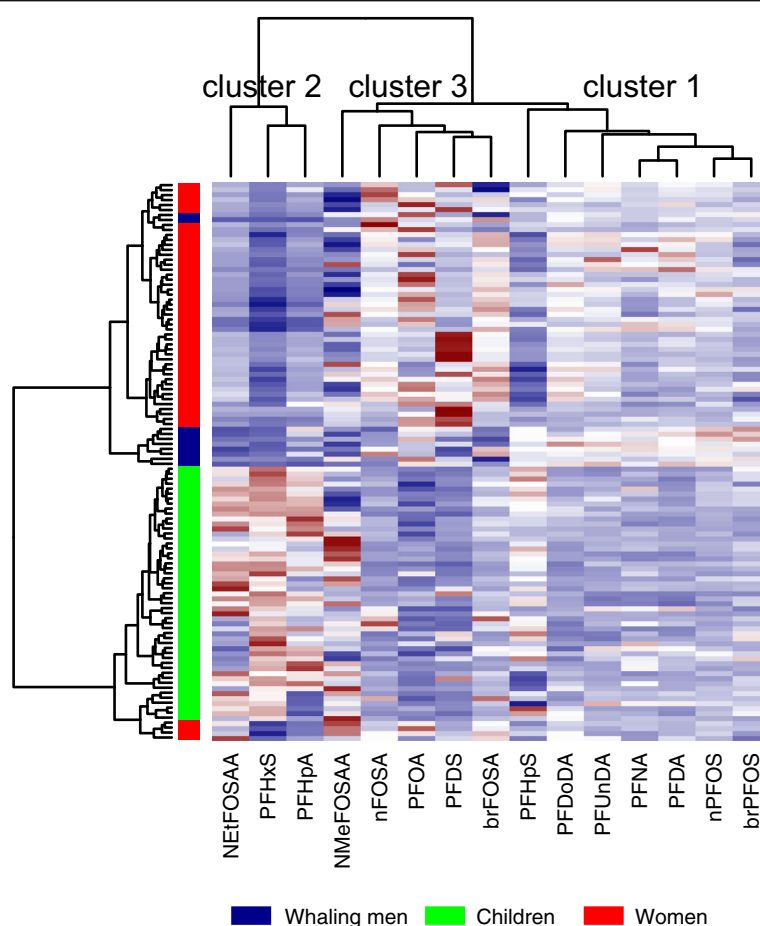 cluster 2 cluster 3 cluster 1
NEtFOSAA
PFHxS
PFHpA
NMeFOSAA
nFOSA
PFOA
PFDS
brFOSA
PFHpS
PFDoDA
PFUnDA
PFNA
PFDA
nPFOS
brPFOS
Whaling men Children Women